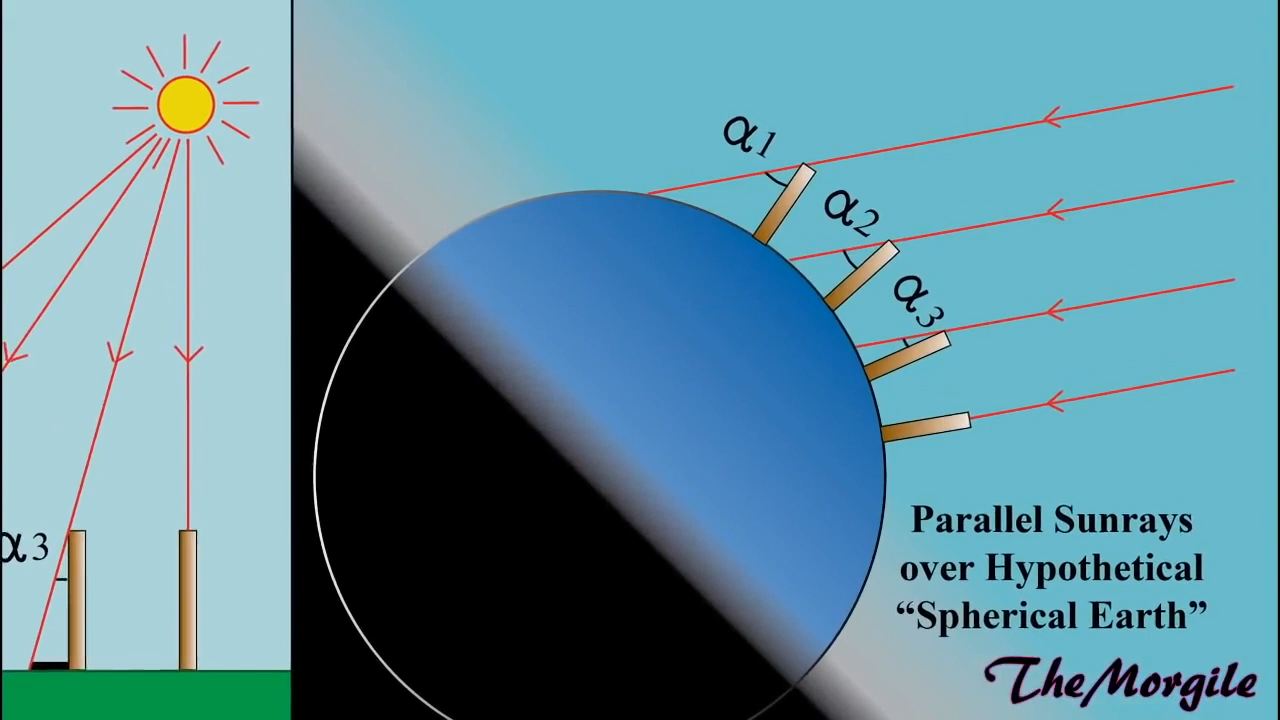 α1
α2
α3
α3
Parallel Sunrays
over Hypothetical
“Spherical Earth”
TheMorgile